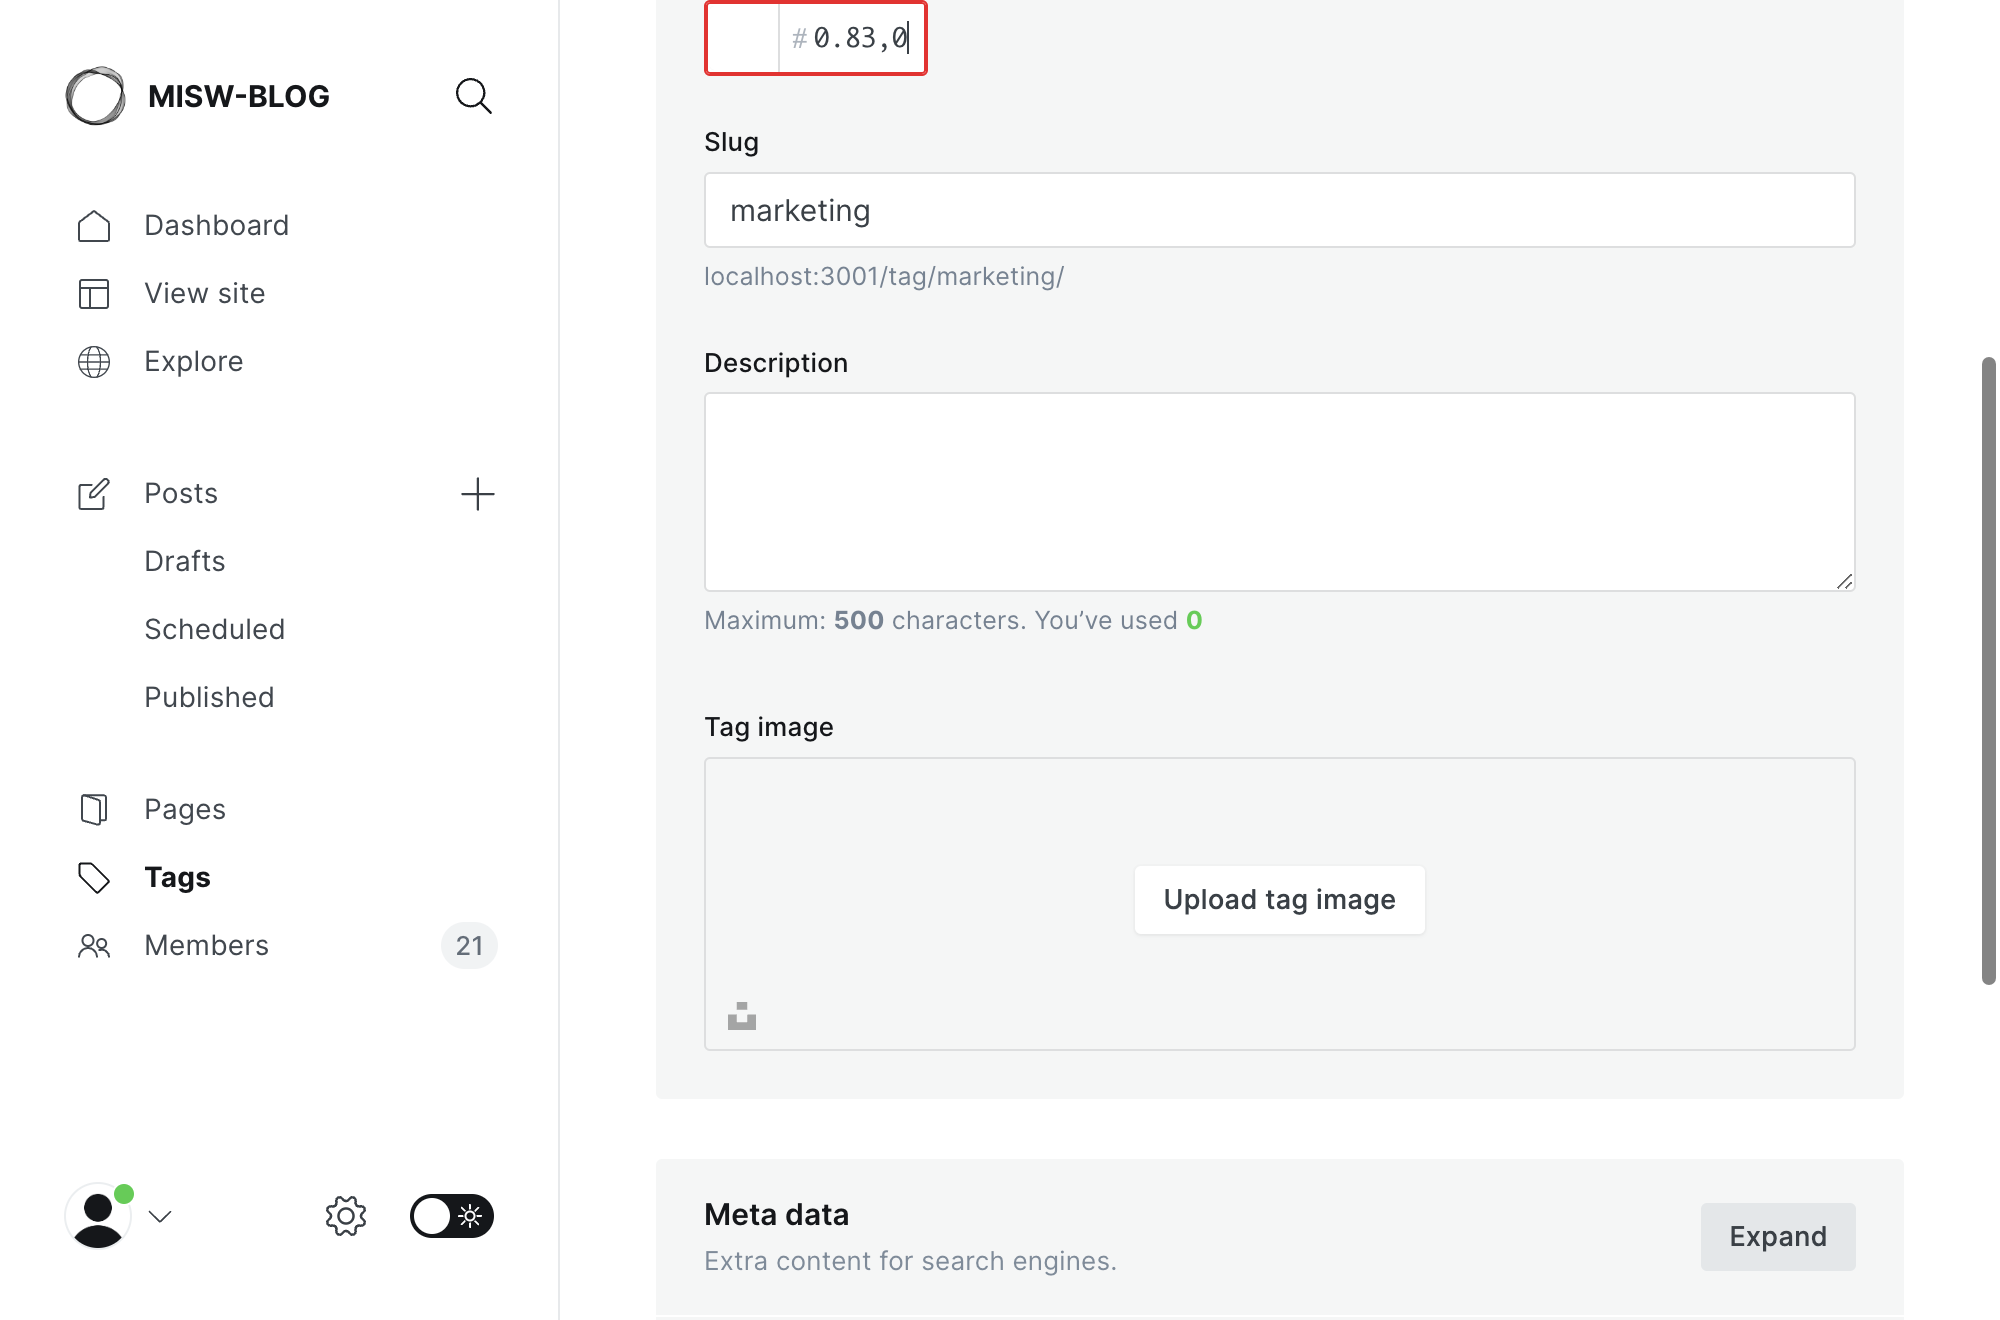 #0.83,0
MISW-BLOG
Slug
marketing
Dashboard
localhost:3001/tag/marketing/
View site
Explore
Description
Posts
Drafts
Scheduled
Maximum: 500 characters. You’ve used 0
Published
Tag image
Pages
Tags
Upload tag image
Members 21
Meta data
Extra content for search engines.
Expand